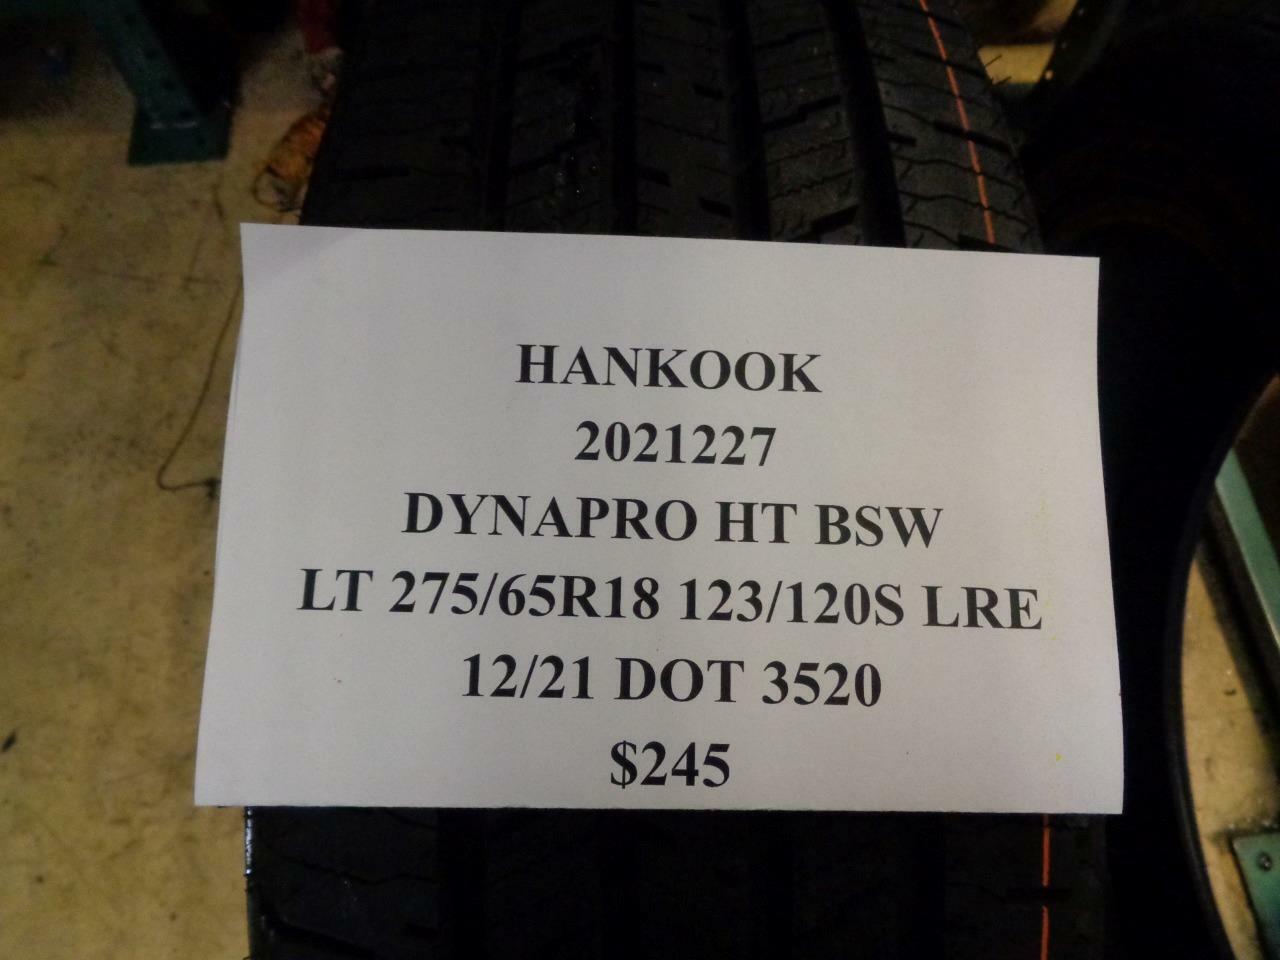 HANKOOK
2021227
DYNAPRO HT BSW
LT 275/65R18 123/120S LRE
12/21 DOT 3520
$245